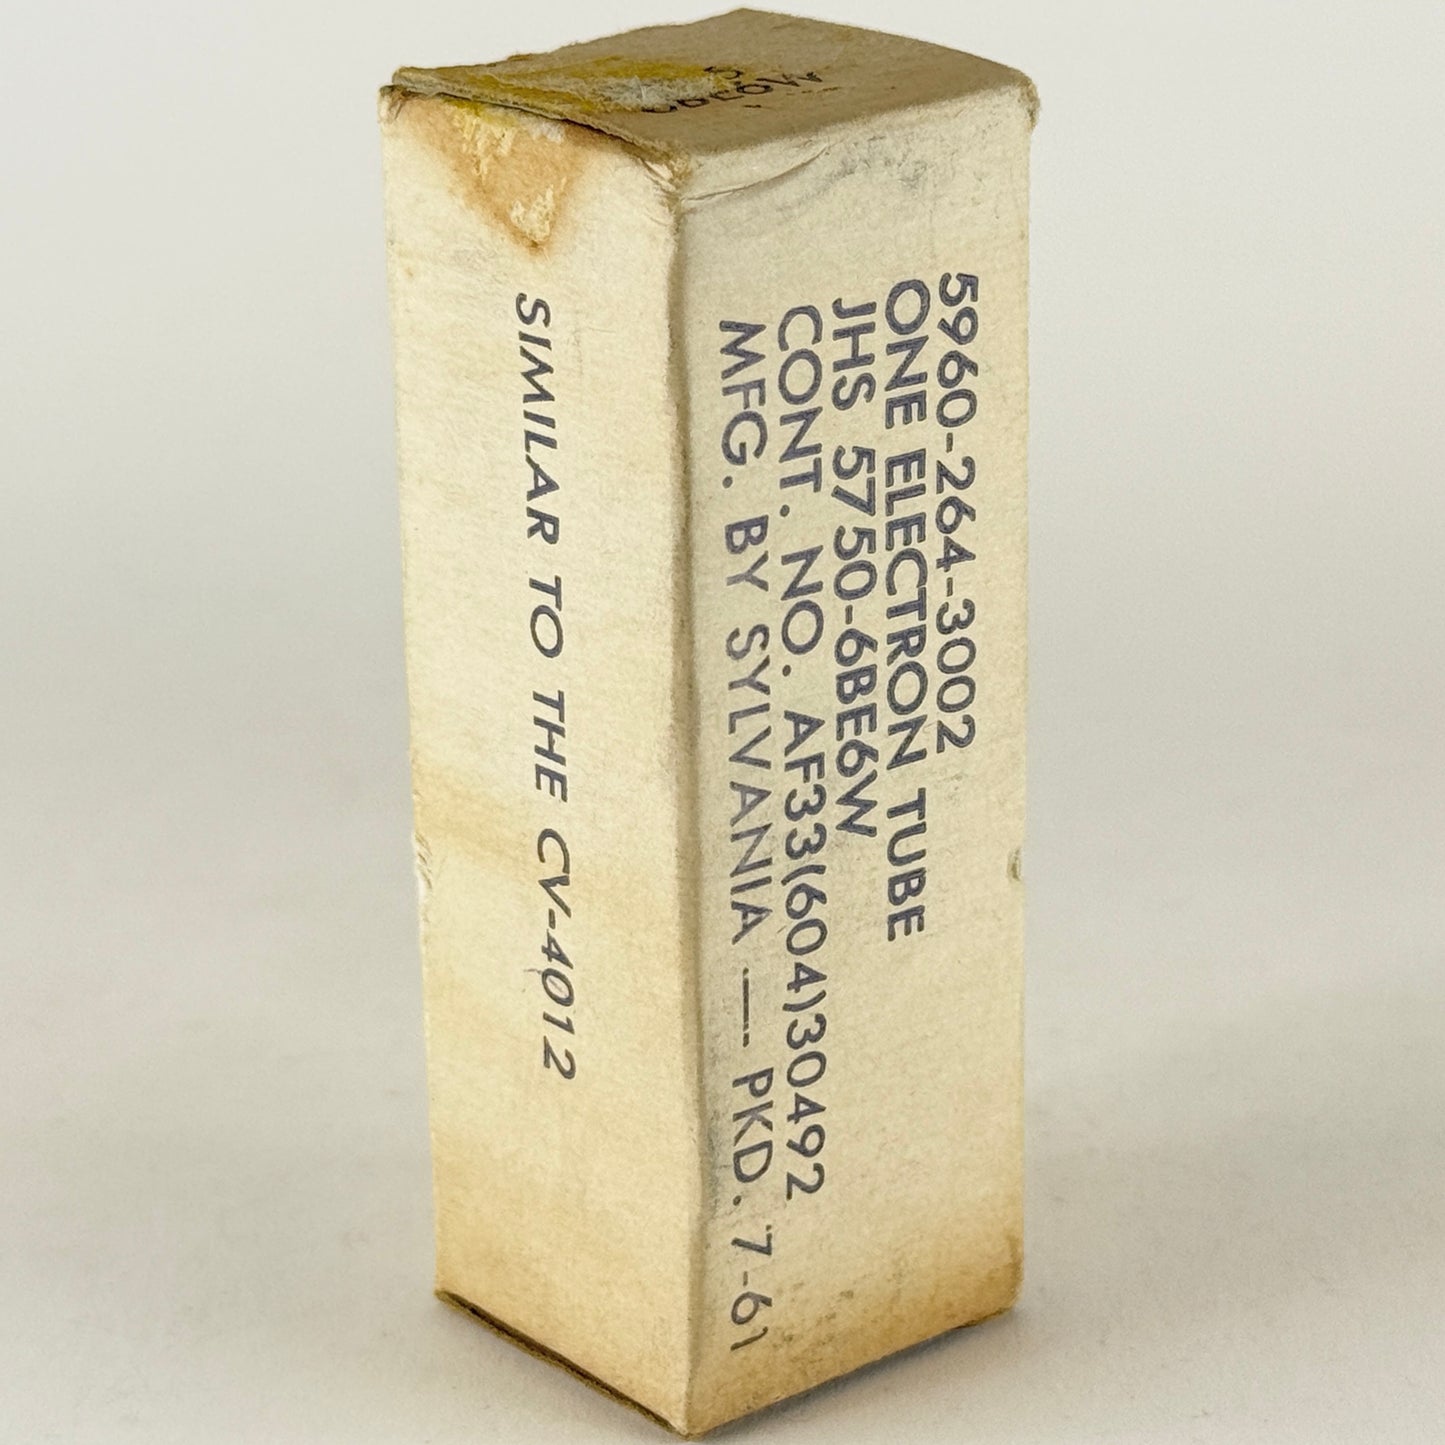 5960-264-3002
ONE ELECTRON TUBE
JHS 5750-6BE6W
CONT. NO. AF33(604)30492
MFG. BY SYLVANIA — PKD. 7-61
SIMILAR TO THE CV-4012